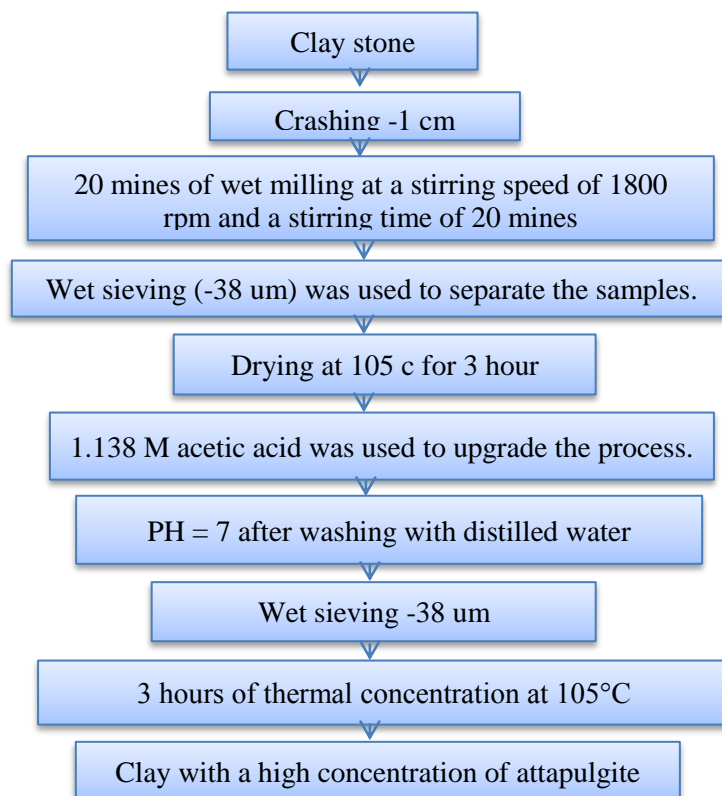 Clay stone
Crashing -1 cm
20 mines of wet milling at a stirring speed of 1800
rpm and a stirring time of 20 mines
Wet sieving (-38 um) was used to separate the samples.
Drying at 105 c for 3 hour
1.138 M acetic acid was used to upgrade the process.
PH = 7 after washing with distilled water
Wet sieving -38 um
3 hours of thermal concentration at 105°C
Clay with a high concentration of attapulgite